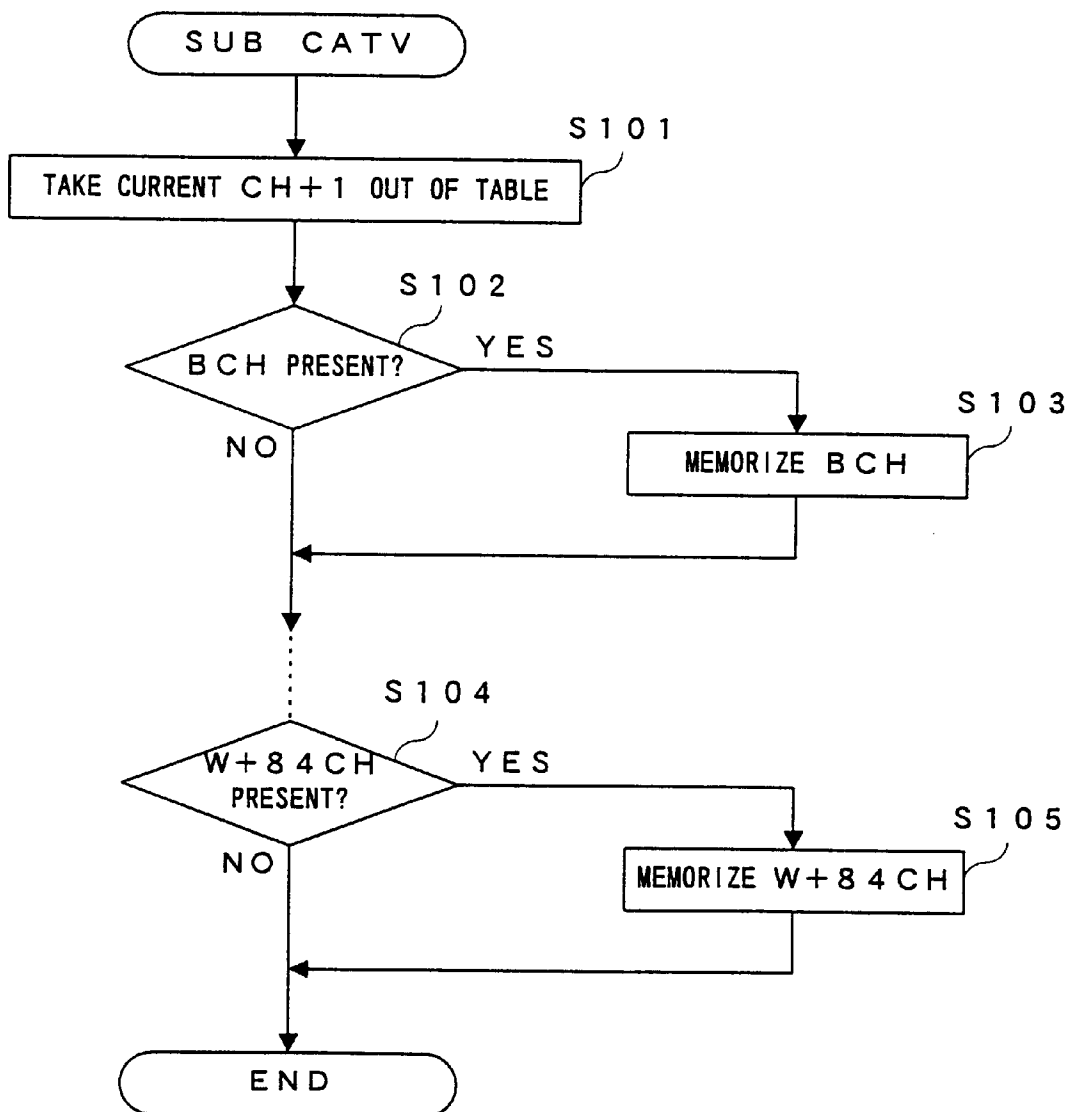 SUB CATV
S101
TAKE CURRENT CH+1 OUT OF TABLE
S102
BCH PRESENT?
YES
S103
NO
MEMORIZE BCH
S104
W+84CH
PRESENT?
YES
S105
NO
MEMORIZE W+84CH
END